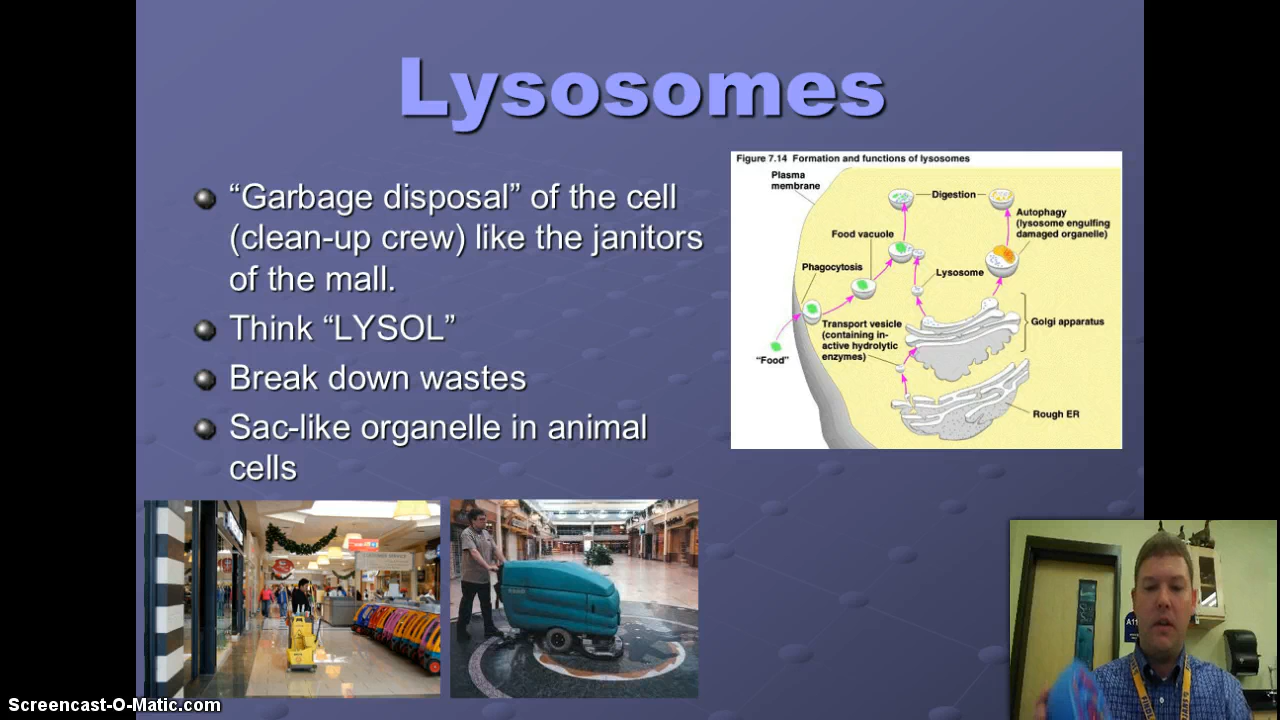 Lysosomes
“Garbage disposal” of the cell
(clean-up crew) like the janitors
of the mall.
Think “LYSOL”
Break down wastes
Sac-like organelle in animal
cells
Figure 7.14 Formation and functions of lysosomes
Plasma
membrane
Digestion
Autophagy
(lysosome engulfing
damaged organelle)
Food vacuole
Phagocytosis
Lysosome
Transport vesicle
(containing in-
active hydrolytic
enzymes)
Golgi apparatus
“Food”
Rough ER
Screencast-O-Matic.com